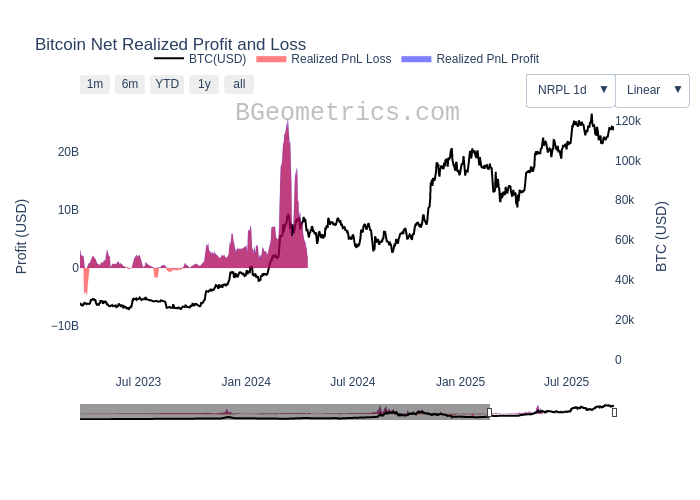 Bitcoin Net Realized Profit and Loss
BTC(USD) Realized PnL Loss Realized PnL Profit
1m 6m YTD 1y all
NRPL 1d ▼ Linear ▼
BGeometrics.com
Profit (USD)
20B
10B
0
−10B
120k
100k
80k
60k
40k
20k
0
BTC (USD)
Jul 2023 Jan 2024 Jul 2024 Jan 2025 Jul 2025